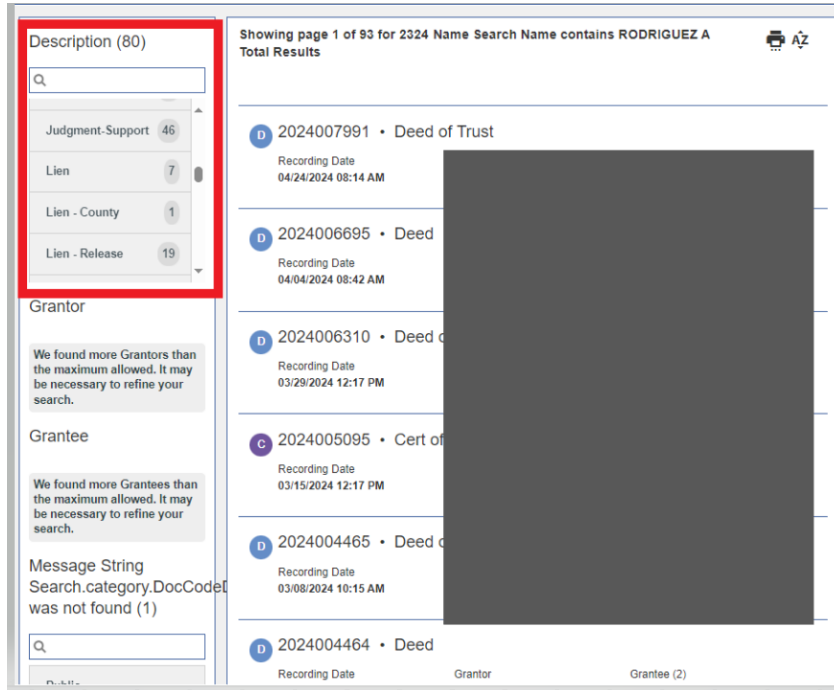 Description (80)
Judgment-Support 46
Lien 7
Lien - County 1
Lien - Release 19
Grantor
We found more Grantors than
the maximum allowed. It may
be necessary to refine your
search.
Grantee
We found more Grantees than
the maximum allowed. It may
be necessary to refine your
search.
Message String
Search.category.DocCodeD
was not found (1)
Showing page 1 of 93 for 2324 Name Search Name contains RODRIGUEZ A
Total Results
AZ
D 2024007991 • Deed of Trust
Recording Date
04/24/2024 08:14 AM
D 2024006695 • Deed
Recording Date
04/04/2024 08:42 AM
D 2024006310 • Deed
Recording Date
03/29/2024 12:17 PM
C 2024005095 • Cert of
Recording Date
03/15/2024 12:17 PM
D 2024004465 • Deed
Recording Date
03/08/2024 10:15 AM
D 2024004464 • Deed
Recording Date Grantor Grantee (2)